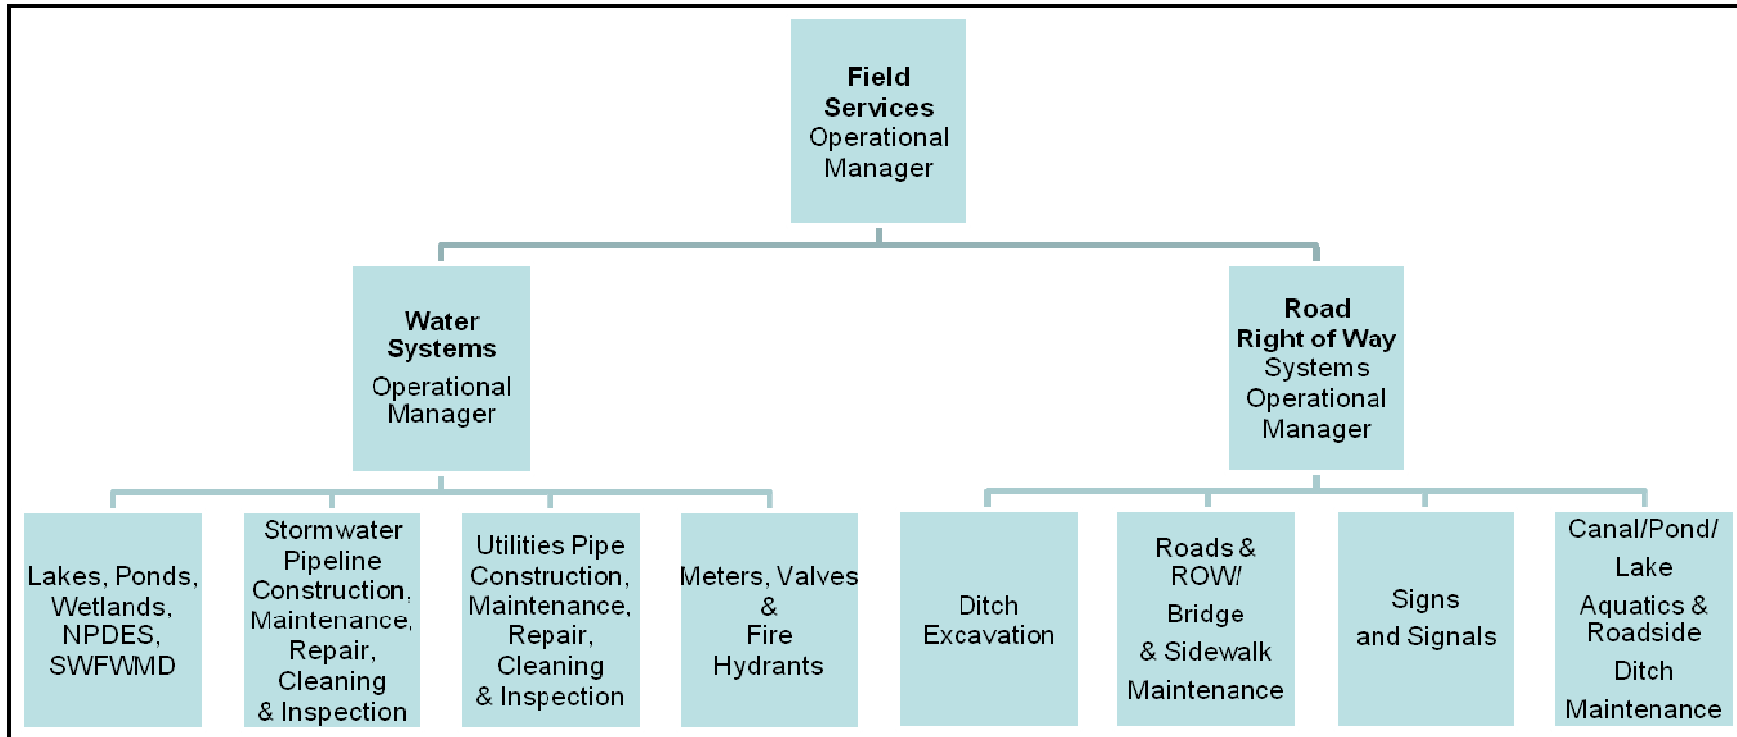 Field
Services
Operational
Manager
Water
Systems
Operational
Manager
Road
Right of Way
Systems
Operational
Manager
Lakes, Ponds,
Wetlands,
NPDES,
SWFWMD
Stormwater
Pipeline
Construction,
Maintenance,
Repair,
Cleaning
& Inspection
Utilities Pipe
Construction,
Maintenance,
Repair,
Cleaning
& Inspection
Meters, Valves
&
Fire
Hydrants
Ditch
Excavation
Roads &
ROW/
Bridge
& Sidewalk
Maintenance
Signs
and Signals
Canal/Pond/
Lake
Aquatics &
Roadside
Ditch
Maintenance